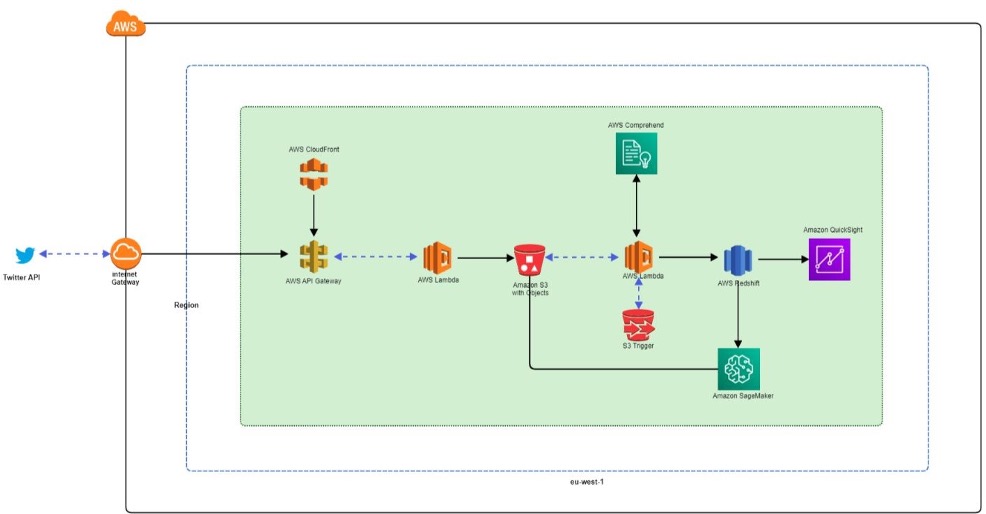 AWS
AWS Comprehend
AWS CloudFront
Amazon QuickSight
Twitter API
Internet
Gateway
AWS API Gateway
AWS Lambda
Amazon S3
with Objects
AWS Lambda
AWS Redshift
Region
S3 Trigger
Amazon SageMaker
eu-west-1